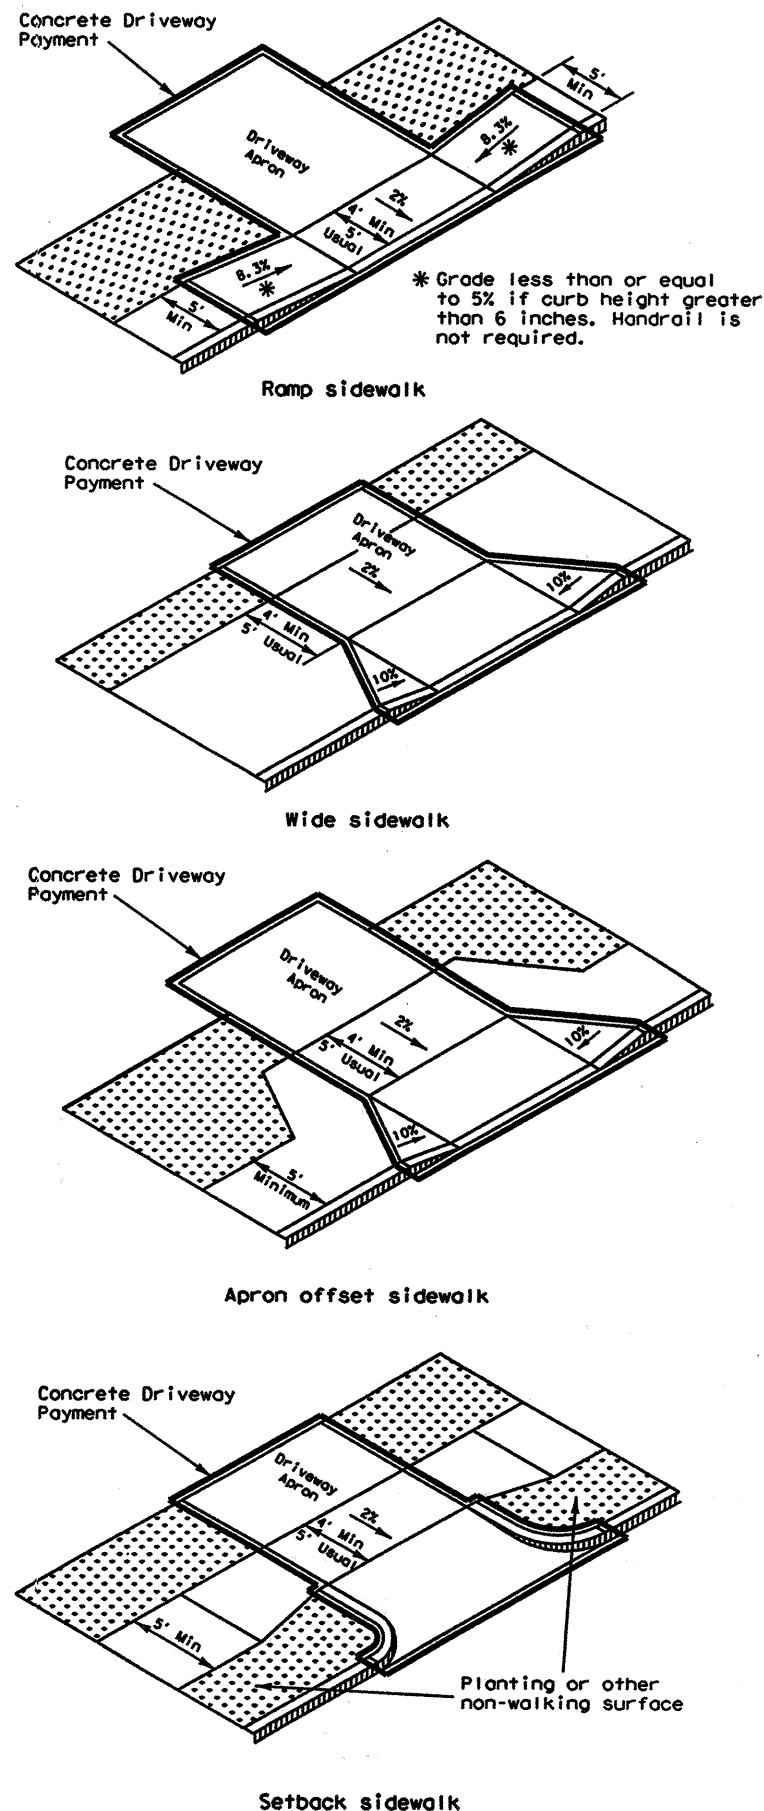 Concrete Driveway
Payment
5'
Min
Driveway
Apron
8.3%
*
2%
4' Min
5'
Usual
8.3%
*
5'
Min
* Grade less than or equal
to 5% if curb height greater
than 6 inches. Handrail is
not required.
Ramp sidewalk
Concrete Driveway
Payment
Driveway
Apron
2%
10%
4' Min
5' Usual
10%
Wide sidewalk
Concrete Driveway
Payment
Driveway
Apron
2%
4' Min
5' Usual
10%
10%
5'
Minimum
Apron offset sidewalk
Concrete Driveway
Payment
Driveway
Apron
2%
4' Min
5' Usual
5' Min
Planting or other
non-walking surface
Setback sidewalk